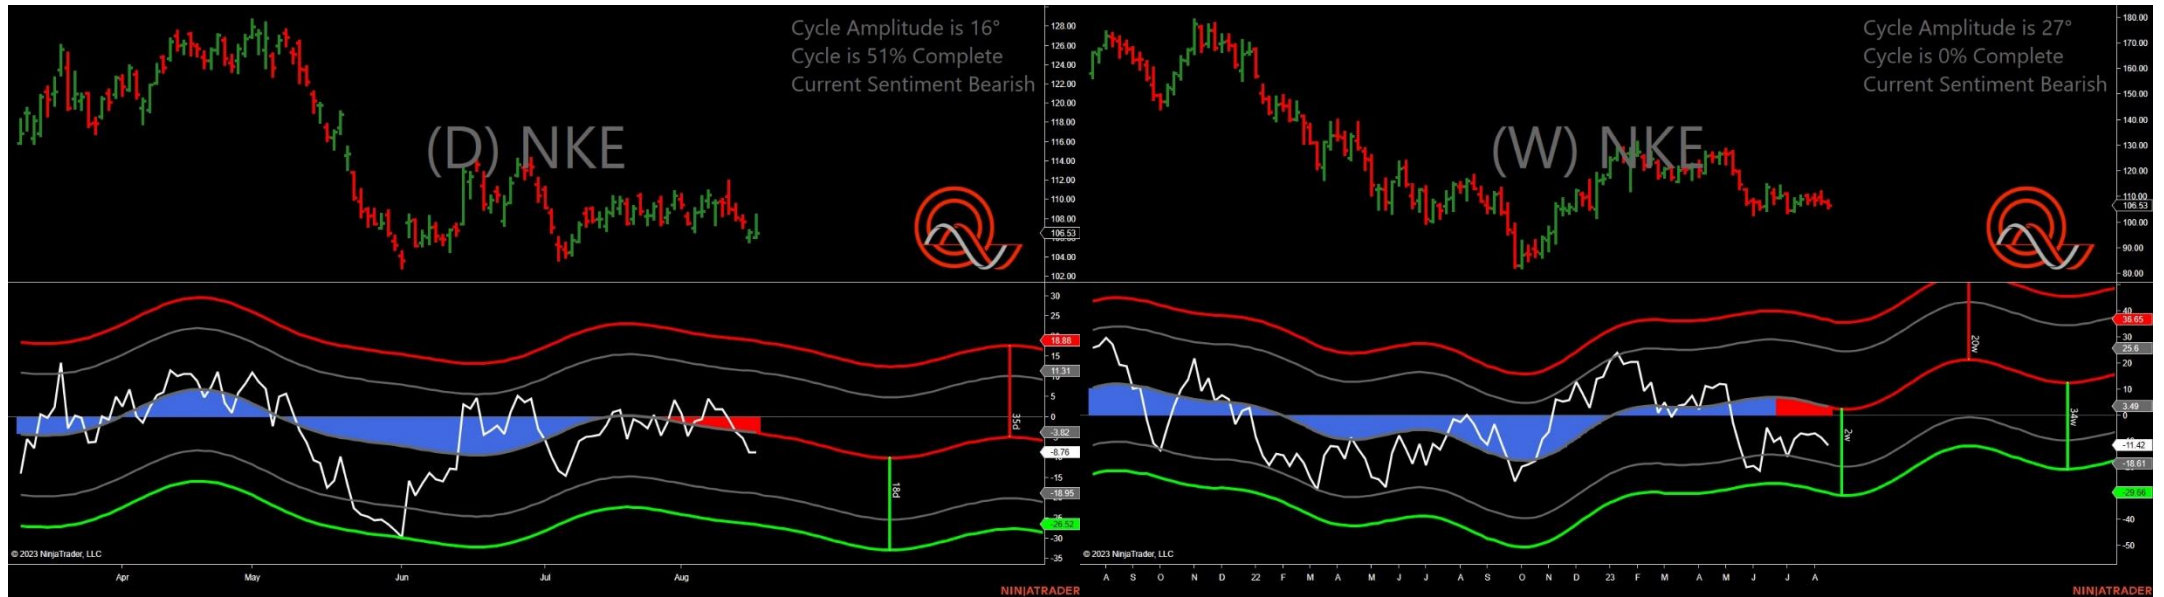 Cycle Amplitude is 16°
Cycle is 51% Complete
Current Sentiment Bearish
(D) NKE
128.00
126.00
124.00
122.00
120.00
118.00
116.00
114.00
112.00
110.00
108.00
106.53
104.00
102.00
30
25
18.88
15
11.31
5
0
-3.82
-8.76
-15
-18.95
-26.52
-30
-35
18d
35d
© 2023 NinjaTrader, LLC
Apr May Jun Jul Aug
NINJATRADER
Cycle Amplitude is 27°
Cycle is 0% Complete
Current Sentiment Bearish
(W) NKE
180.00
170.00
160.00
150.00
140.00
130.00
120.00
110.00
106.53
100.00
90.00
80.00
40
36.65
30
25.6
20
10
3.49
0
-11.42
-18.61
-29.66
-40
-50
2w
20w
34w
© 2023 NinjaTrader, LLC
A S O N D 22 F M A M J J A S O N D 23 F M A M J J A
NINJATRADER